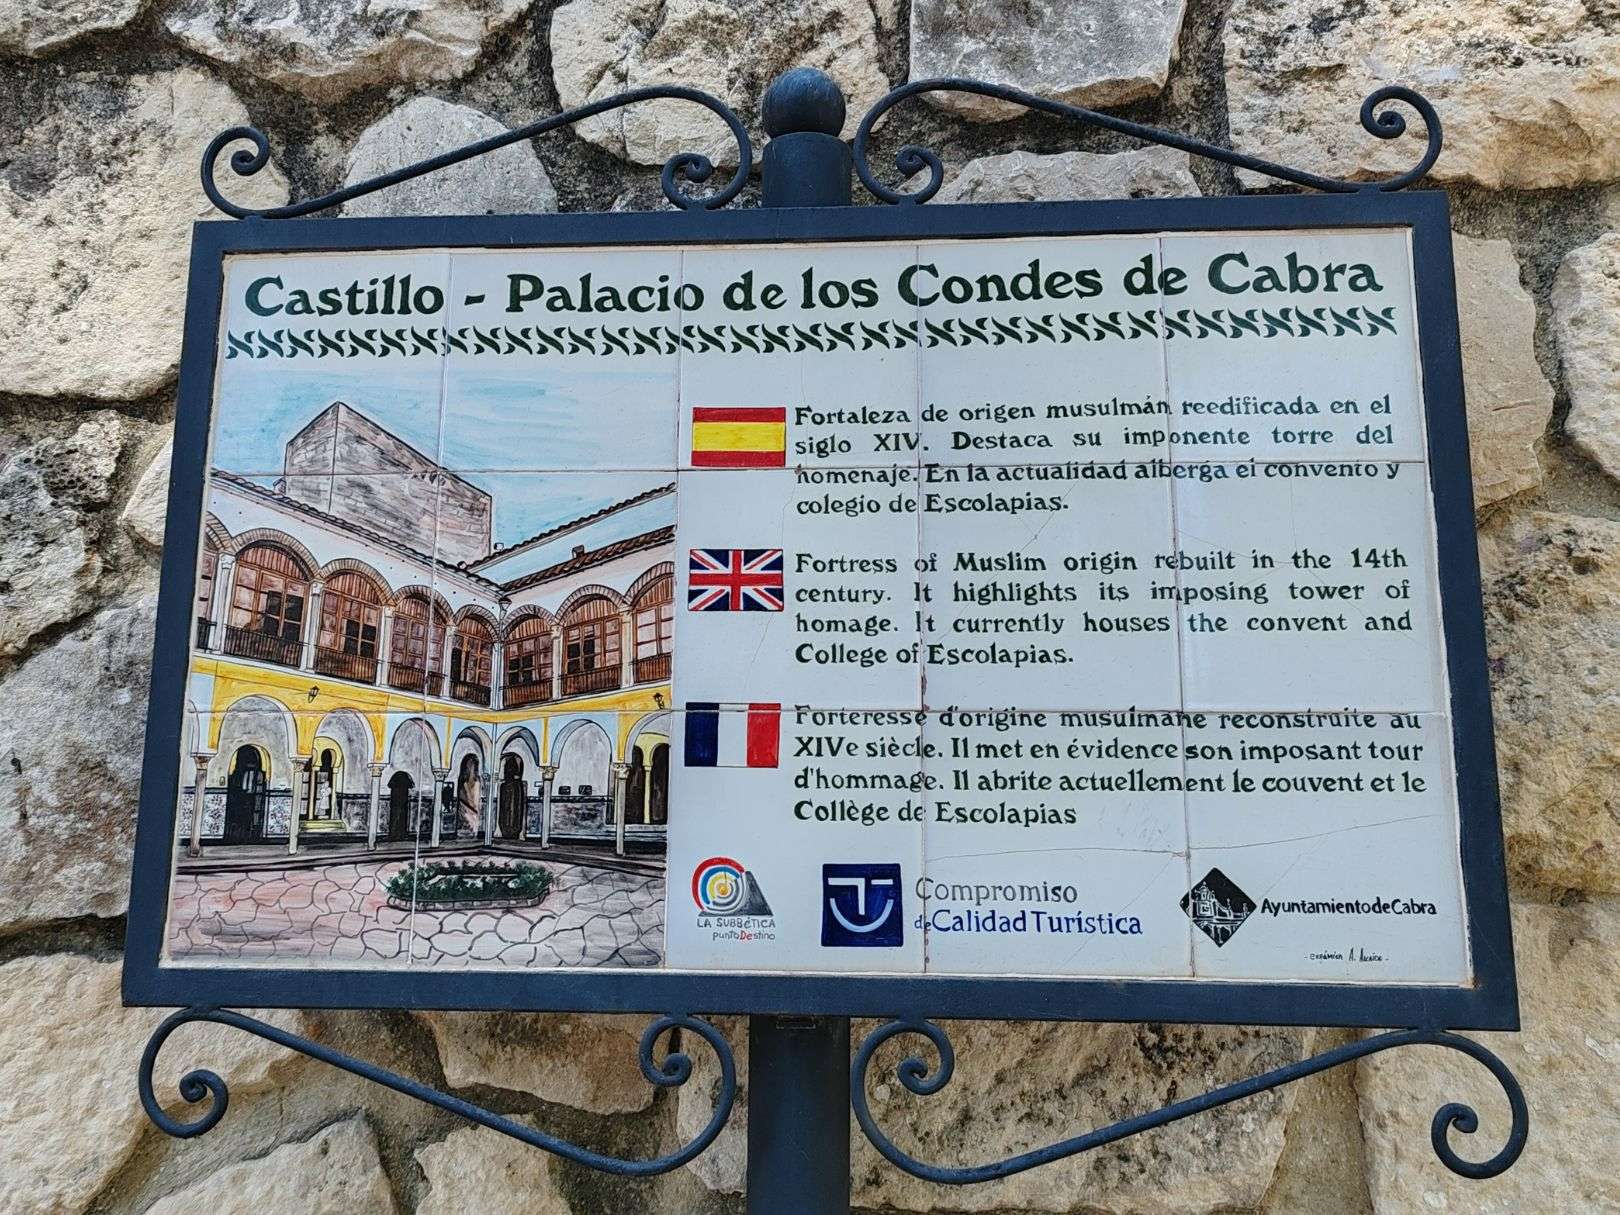 Castillo - Palacio de los Condes de Cabra
Fortaleza de origen musulmán reedificada en el
siglo XIV. Destaca su imponente torre del
homenaje. En la actualidad alberga el convento y
colegio de Escolapias.
Fortress of Muslim origin rebuilt in the 14th
century. It highlights its imposing tower of
homage. It currently houses the convent and
College of Escolapias.
Forteresse d'origine musulmane reconstruite au
XIVe siècle. Il met en évidence son imposant tour
d'hommage. Il abrite actuellement le couvent et le
Collège de Escolapias
LA SUBBÉTICA
punto Destino
Compromiso
de Calidad Turística
Ayuntamiento de Cabra